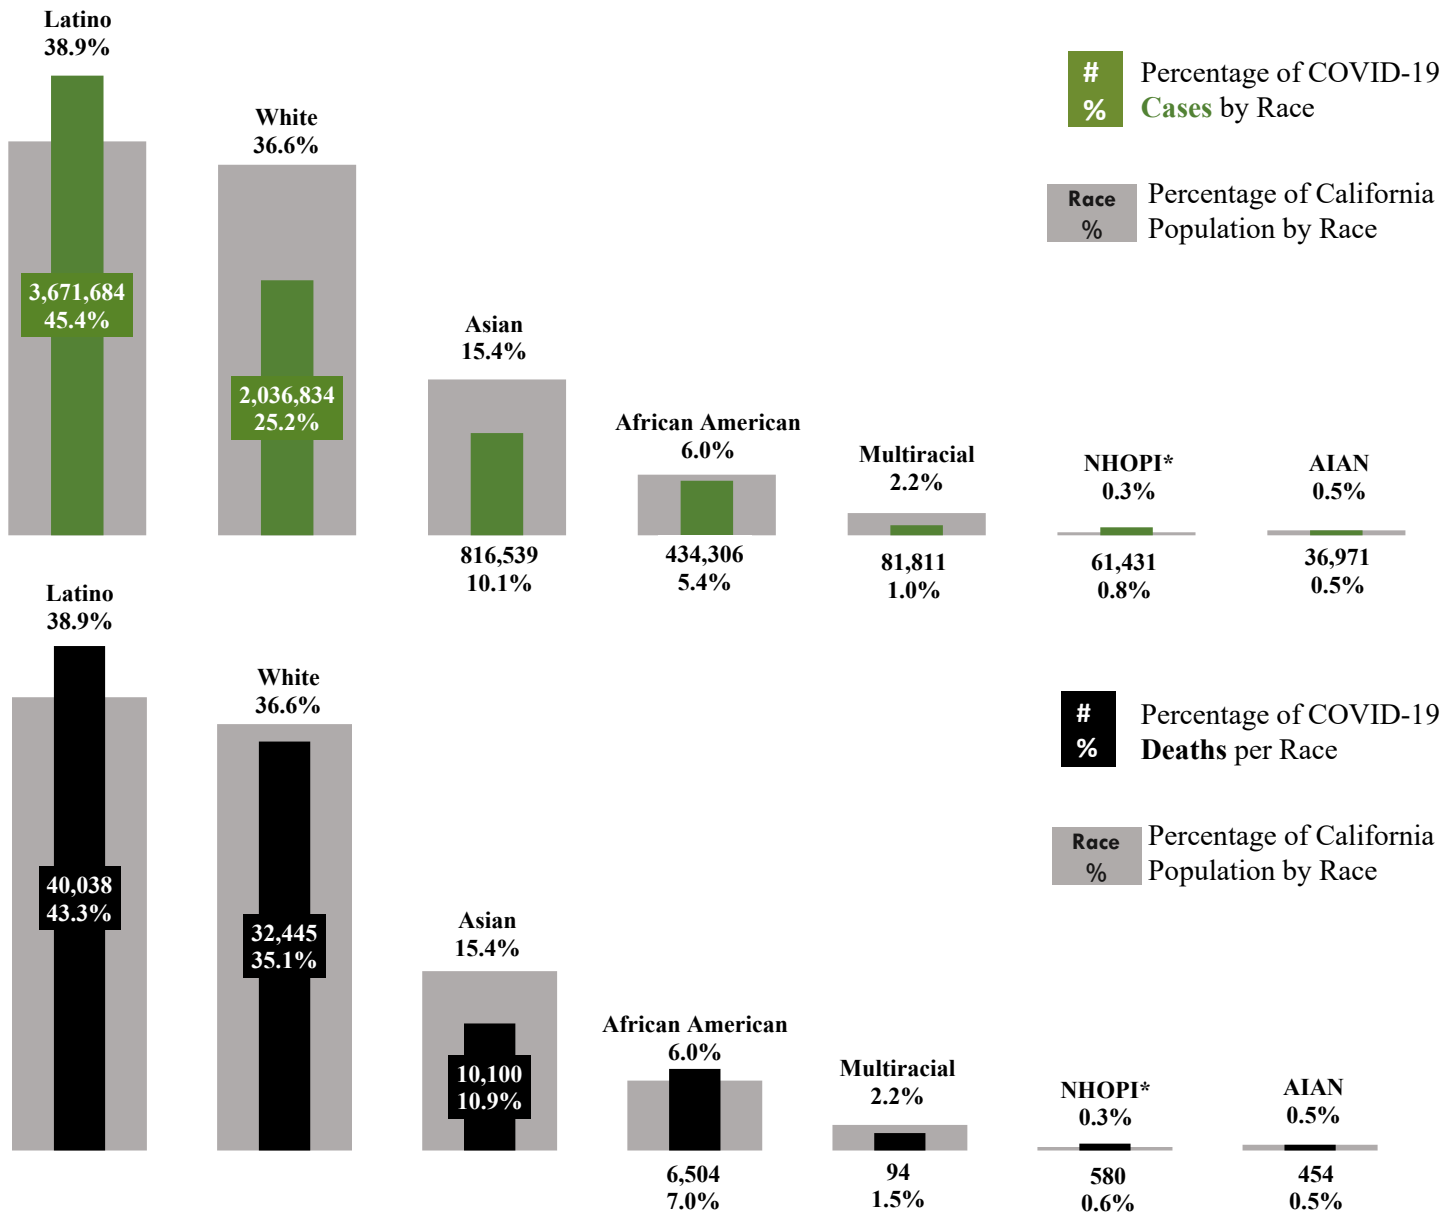 Latino
38.9%
3,671,684
45.4%
White
36.6%
2,036,834
25.2%
Asian
15.4%
816,539
10.1%
African American
6.0%
434,306
5.4%
Multiracial
2.2%
81,811
1.0%
NHOPI*
0.3%
61,431
0.8%
AIAN
0.5%
36,971
0.5%
#
%
Percentage of COVID-19
Cases by Race
Race
%
Percentage of California
Population by Race
Latino
38.9%
40,038
43.3%
White
36.6%
32,445
35.1%
Asian
15.4%
10,100
10.9%
African American
6.0%
6,504
7.0%
Multiracial
2.2%
94
1.5%
NHOPI*
0.3%
580
0.6%
AIAN
0.5%
454
0.5%
#
%
Percentage of COVID-19
Deaths per Race
Race
%
Percentage of California
Population by Race